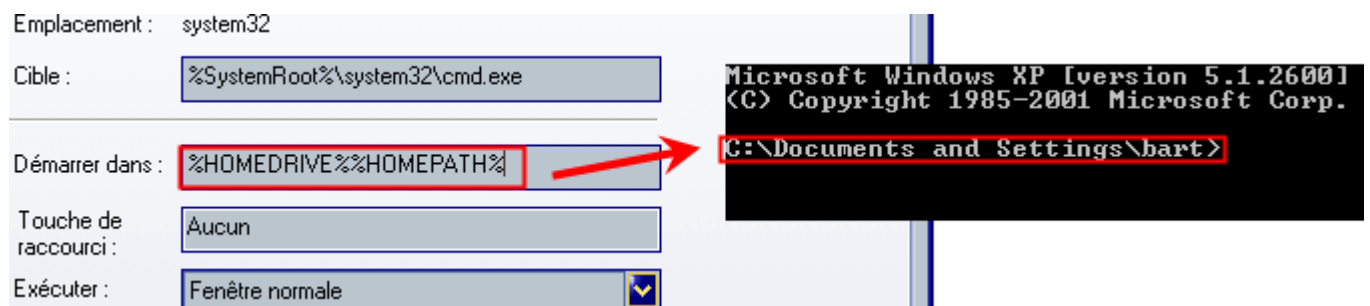 Emplacement : system32
Cible : %SystemRoot%\system32\cmd.exe
Démarrer dans : %HOMEDRIVE%%HOMEPATH%
Touche de
raccourci : Aucun
Exécuter : Fenêtre normale
Microsoft Windows XP [version 5.1.2600]
(C) Copyright 1985-2001 Microsoft Corp.
C:\Documents and Settings\bart>